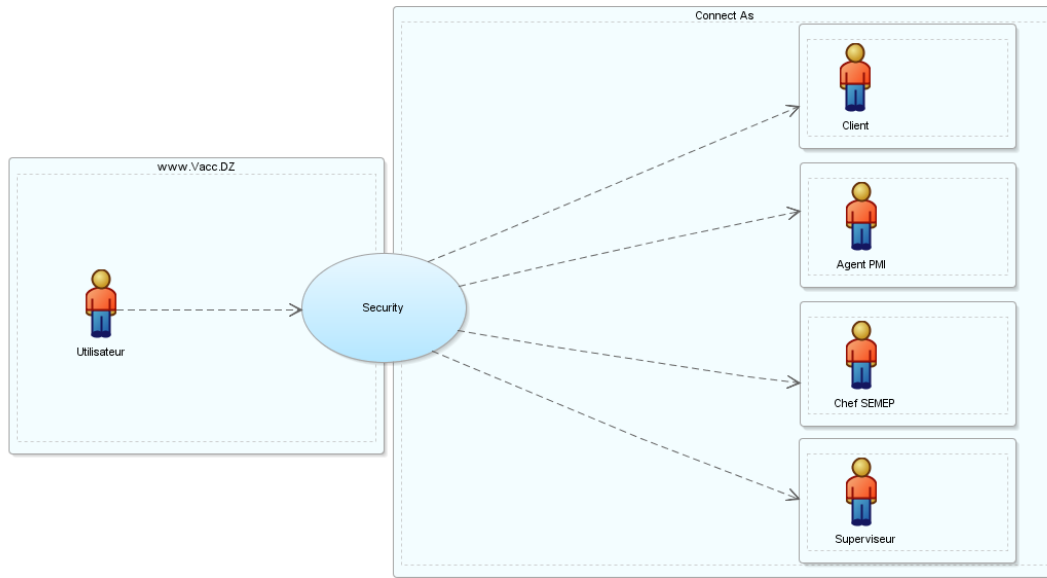 Connect As
Client
www.Vacc.DZ
Agent PMI
Security
Utilisateur
Chef SEMEP
Superviseur